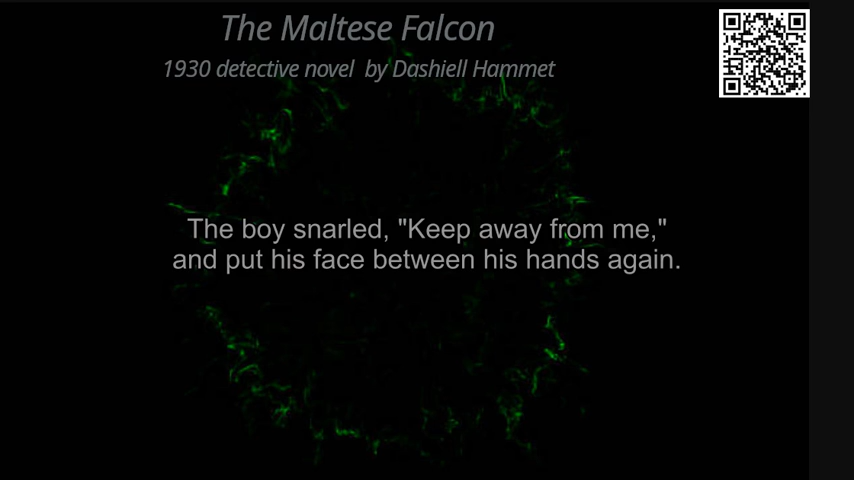 The Maltese Falcon
1930 detective novel by Dashiell Hammet
The boy snarled, "Keep away from me,"
and put his face between his hands again.